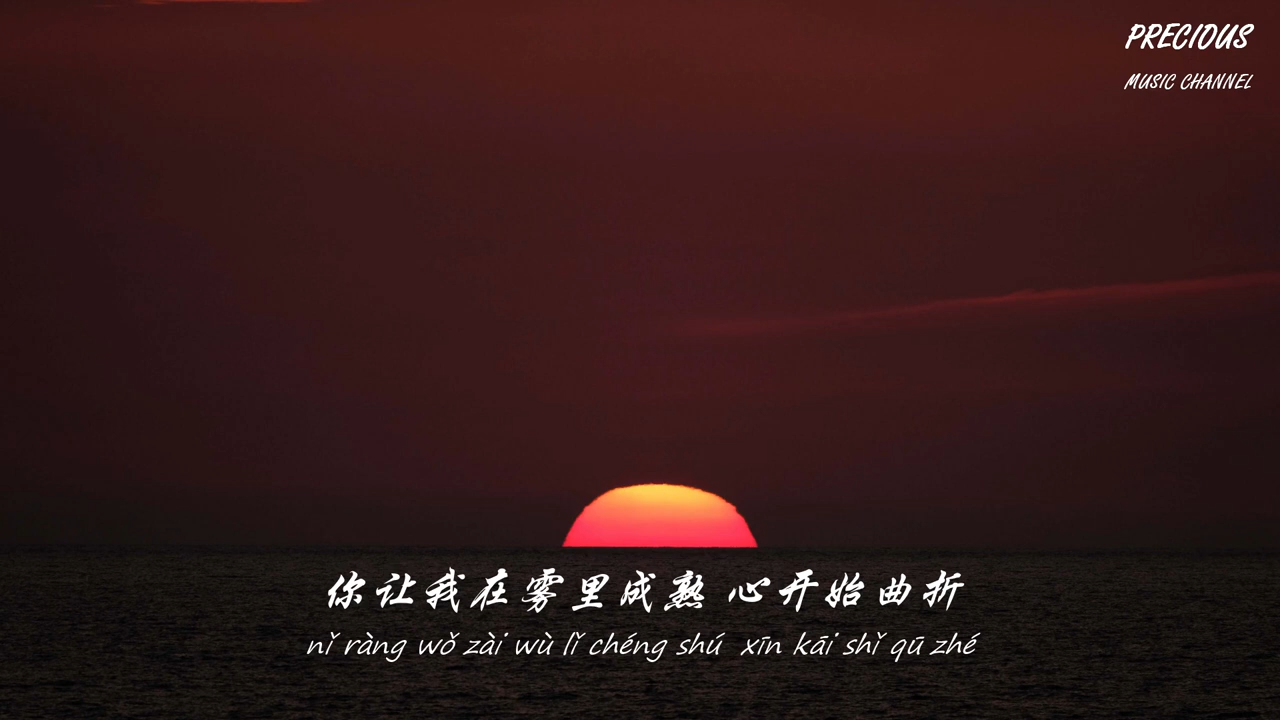 PRECIOUS
MUSIC CHANNEL
你让我在雾里成熟 心开始曲折
nǐ ràng wǒ zài wù lǐ chéng shú  xīn kāi shǐ qū zhé